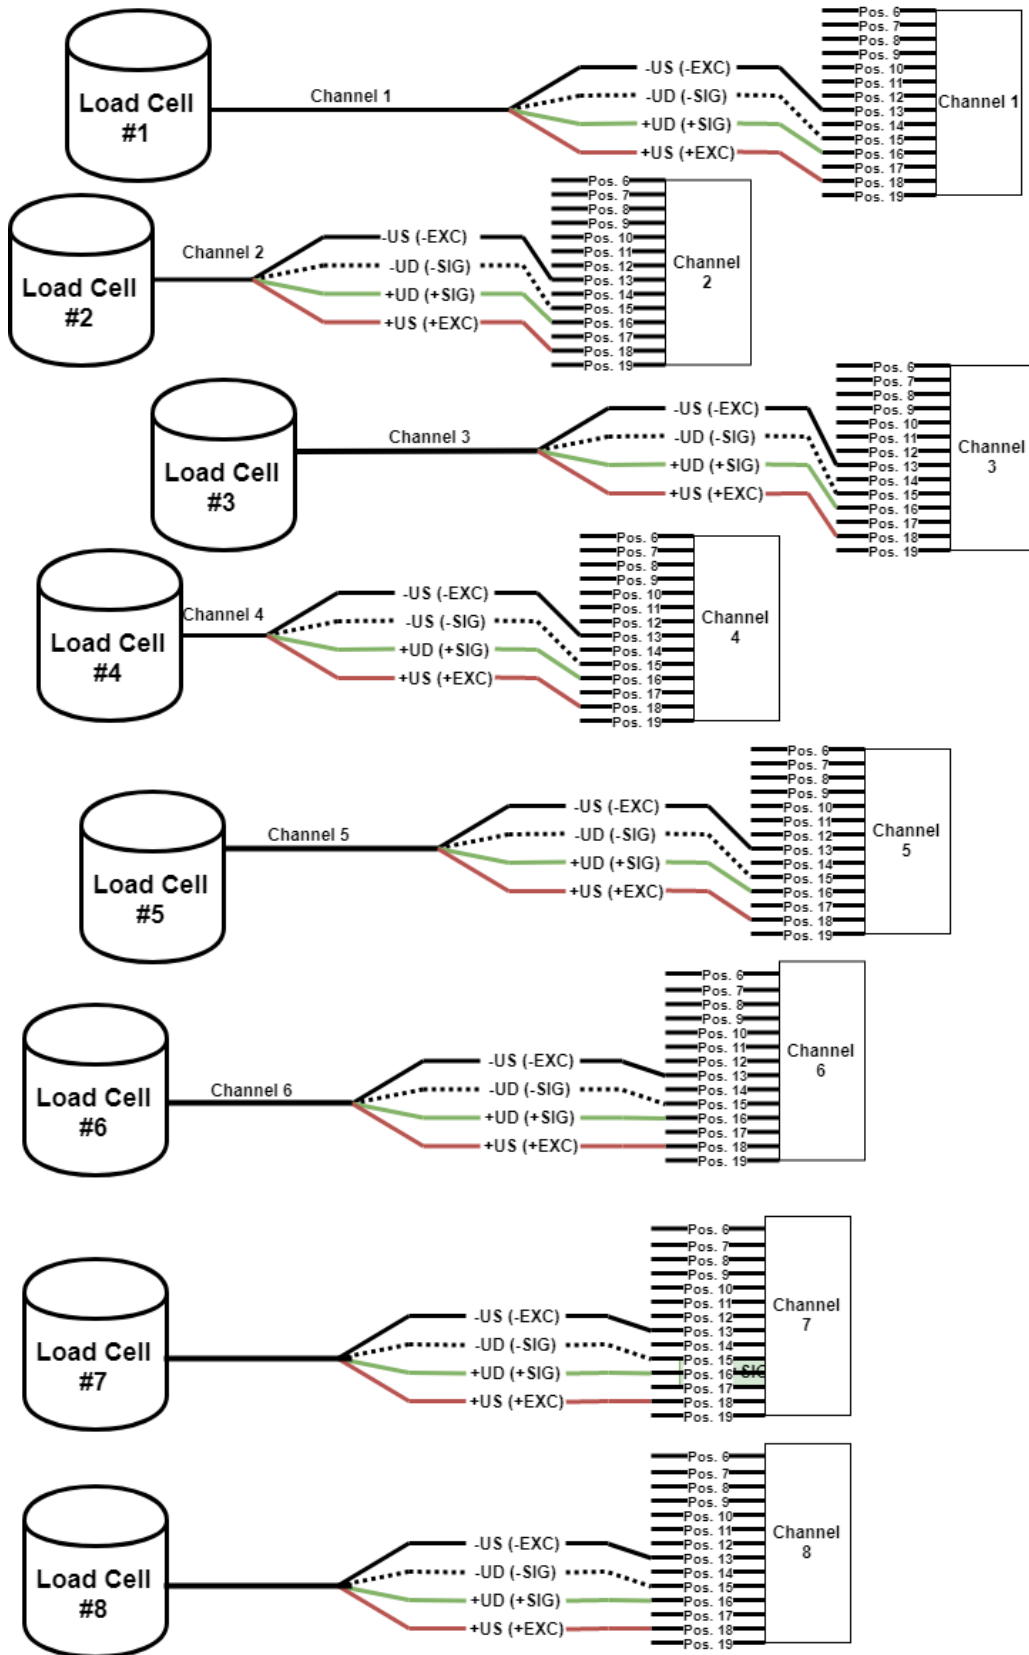 Load Cell
#1
Channel 1
-US (-EXC)
-UD (-SIG)
+UD (+SIG)
+US (+EXC)
Pos. 6
Pos. 7
Pos. 8
Pos. 9
Pos. 10
Pos. 11
Pos. 12
Pos. 13
Pos. 14
Pos. 15
Pos. 16
Pos. 17
Pos. 18
Pos. 19
Channel 1
Load Cell
#2
Channel 2
-US (-EXC)
-UD (-SIG)
+UD (+SIG)
+US (+EXC)
Pos. 6
Pos. 7
Pos. 8
Pos. 9
Pos. 10
Pos. 11
Pos. 12
Pos. 13
Pos. 14
Pos. 15
Pos. 16
Pos. 17
Pos. 18
Pos. 19
Channel
2
Load Cell
#3
Channel 3
-US (-EXC)
-UD (-SIG)
+UD (+SIG)
+US (+EXC)
Pos. 6
Pos. 7
Pos. 8
Pos. 9
Pos. 10
Pos. 11
Pos. 12
Pos. 13
Pos. 14
Pos. 15
Pos. 16
Pos. 17
Pos. 18
Pos. 19
Channel
3
Load Cell
#4
Channel 4
-US (-EXC)
-US (-SIG)
+UD (+SIG)
+US (+EXC)
Pos. 6
Pos. 7
Pos. 8
Pos. 9
Pos. 10
Pos. 11
Pos. 12
Pos. 13
Pos. 14
Pos. 15
Pos. 16
Pos. 17
Pos. 18
Pos. 19
Channel
4
Load Cell
#5
Channel 5
-US (-EXC)
-UD (-SIG)
+UD (+SIG)
+US (+EXC)
Pos. 6
Pos. 7
Pos. 8
Pos. 9
Pos. 10
Pos. 11
Pos. 12
Pos. 13
Pos. 14
Pos. 15
Pos. 16
Pos. 17
Pos. 18
Pos. 19
Channel
5
Load Cell
#6
Channel 6
-US (-EXC)
-UD (-SIG)
+UD (+SIG)
+US (+EXC)
Pos. 6
Pos. 7
Pos. 8
Pos. 9
Pos. 10
Pos. 11
Pos. 12
Pos. 13
Pos. 14
Pos. 15
Pos. 16
Pos. 17
Pos. 18
Pos. 19
Channel
6
Load Cell
#7
-US (-EXC)
-UD (-SIG)
+UD (+SIG)
+US (+EXC)
Pos. 6
Pos. 7
Pos. 8
Pos. 9
Pos. 10
Pos. 11
Pos. 12
Pos. 13
Pos. 14
Pos. 15
Pos. 16
Pos. 17
Pos. 18
Pos. 19
Channel
7
Load Cell
#8
-US (-EXC)
-UD (-SIG)
+UD (+SIG)
+US (+EXC)
Pos. 6
Pos. 7
Pos. 8
Pos. 9
Pos. 10
Pos. 11
Pos. 12
Pos. 13
Pos. 14
Pos. 15
Pos. 16
Pos. 17
Pos. 18
Pos. 19
Channel
8